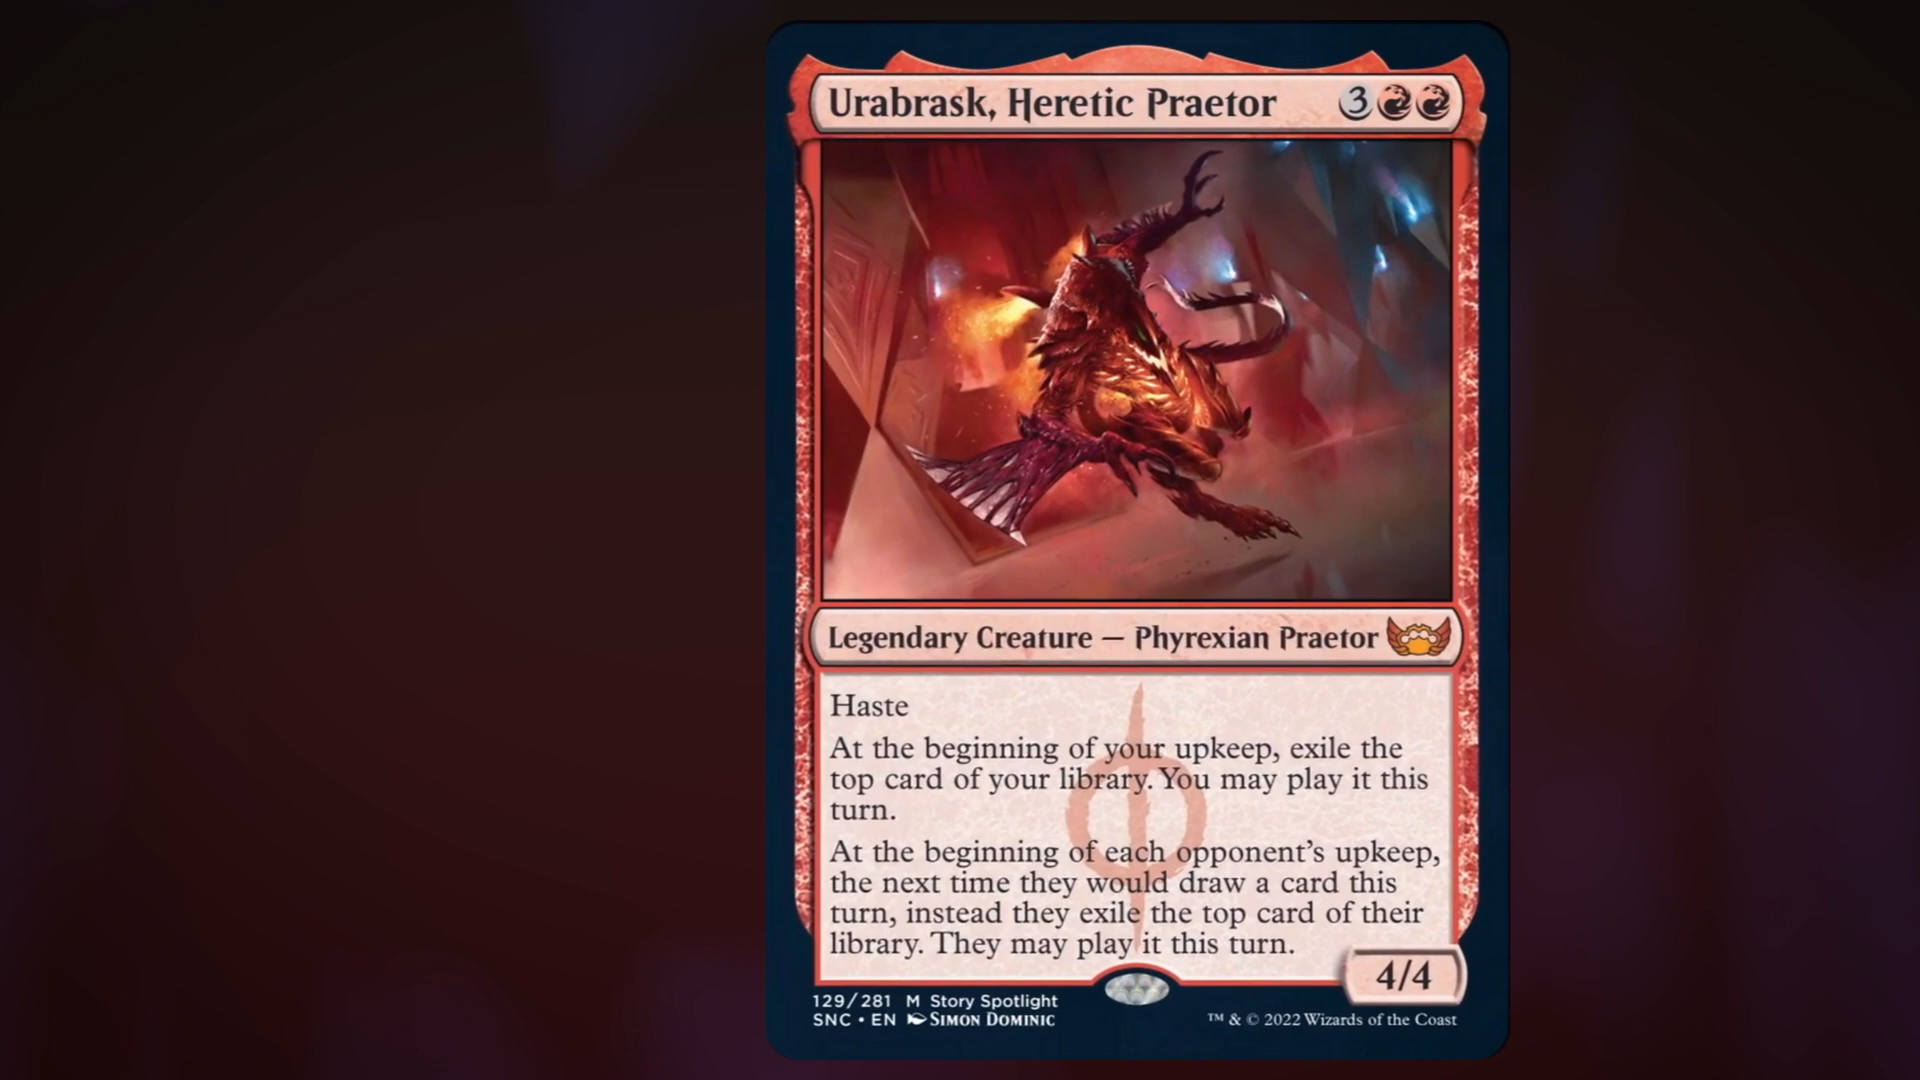 Urabrask, Heretic Praetor 3
Legendary Creature — Phyrexian Praetor
Haste
At the beginning of your upkeep, exile the
top card of your library. You may play it this
turn.
At the beginning of each opponent's upkeep,
the next time they would draw a card this
turn, instead they exile the top card of their
library. They may play it this turn.
4/4
129/281 M Story Spotlight
SNC • EN Simon Dominic
™ & © 2022 Wizards of the Coast